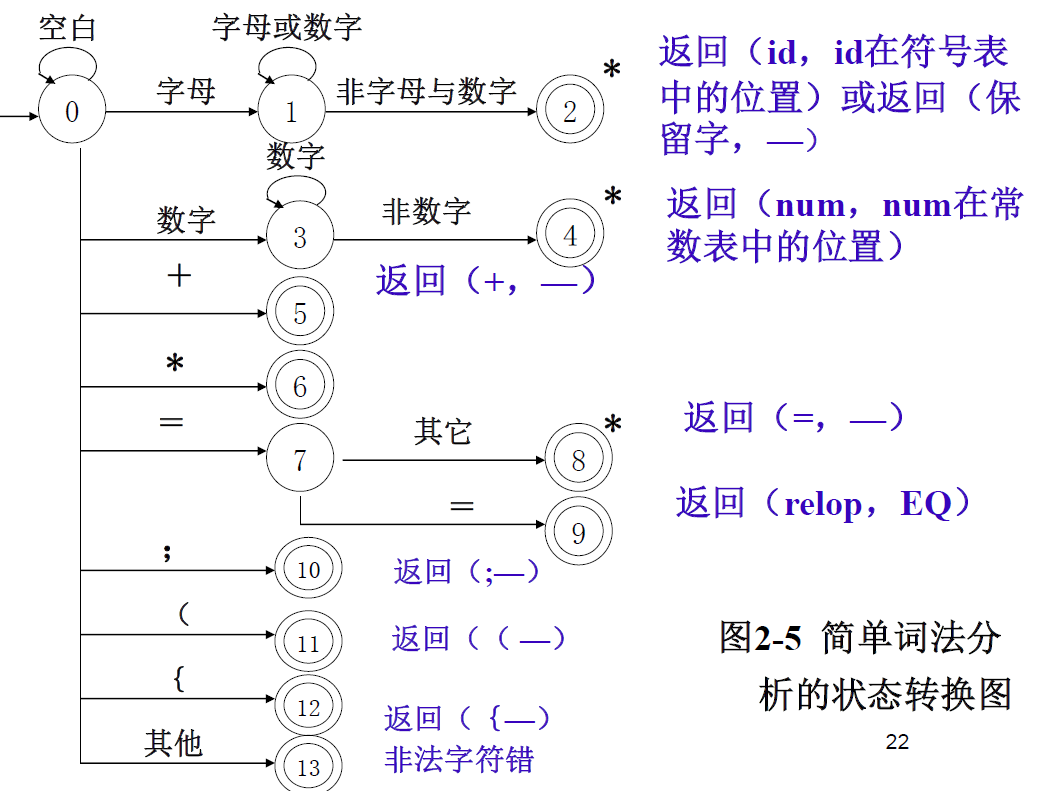 空白
字母或数字
0
字母
1
非字母与数字
2
*
返回（id，id在符号表
中的位置）或返回（保
留字，—）
数字
数字
3
非数字
4
*
返回（num，num在常
数表中的位置）
+
返回（+，—）
5
*
6
=
7
其它
8
*
返回（=，—）
=
9
返回（relop，EQ）
;
10
返回（;—）
(
11
返回（（ —）
{
12
返回（｛—）
其他
13
非法字符错
图2-5 简单词法分
析的状态转换图
22